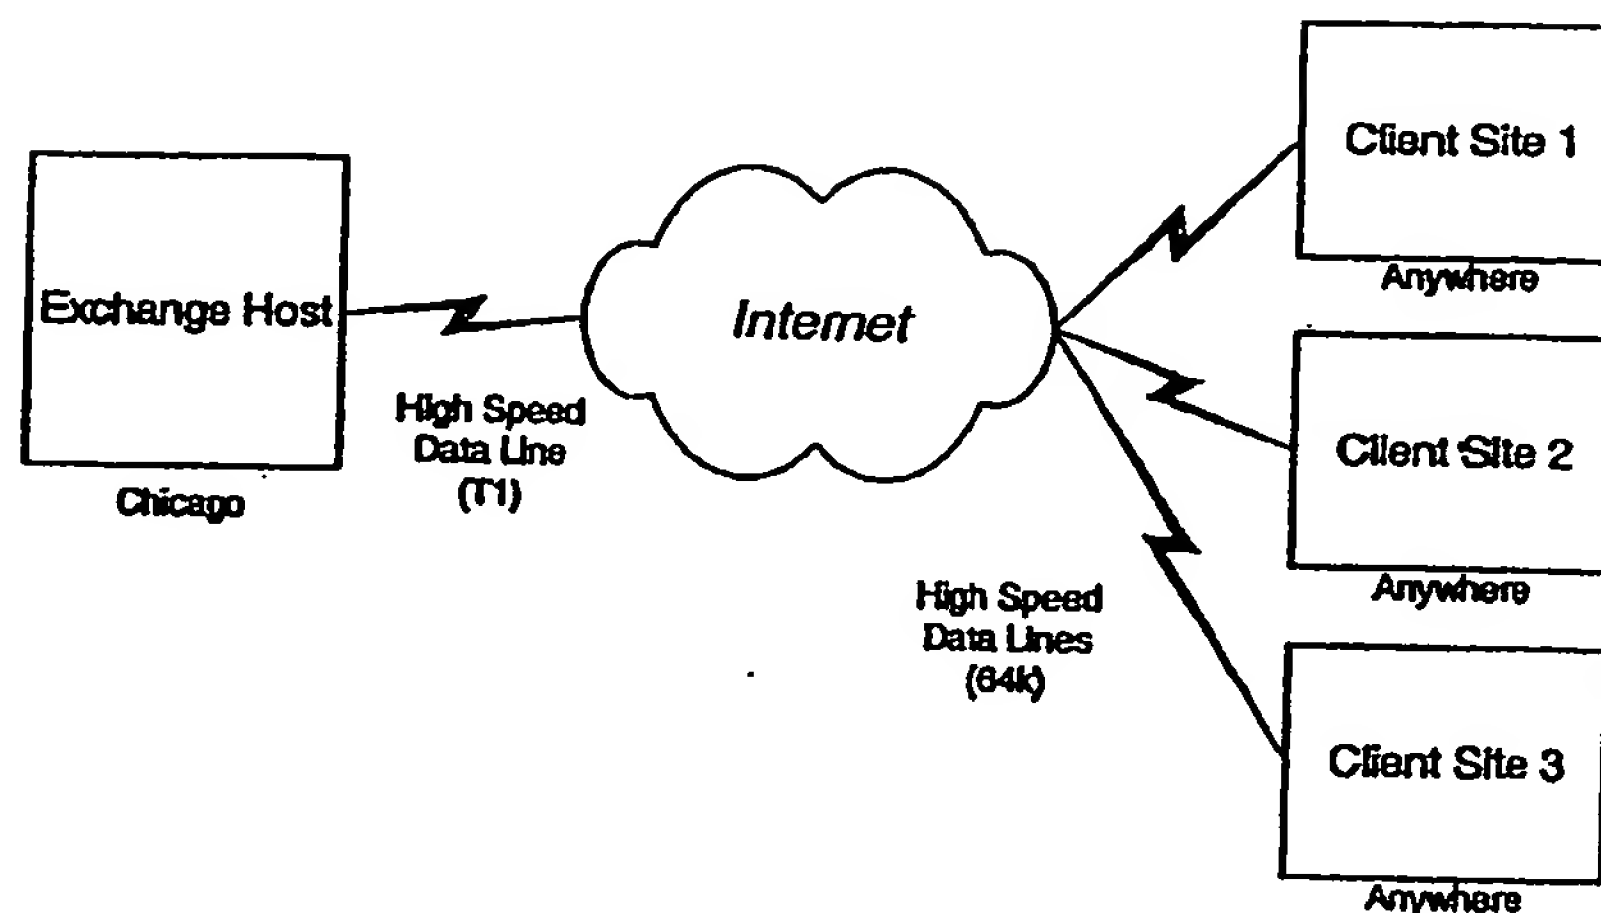 Exchange Host
Chicago
High Speed
Data Line
(T1)
Internet
High Speed
Data Lines
(64k)
Client Site 1
Anywhere
Client Site 2
Anywhere
Client Site 3
Anywhere